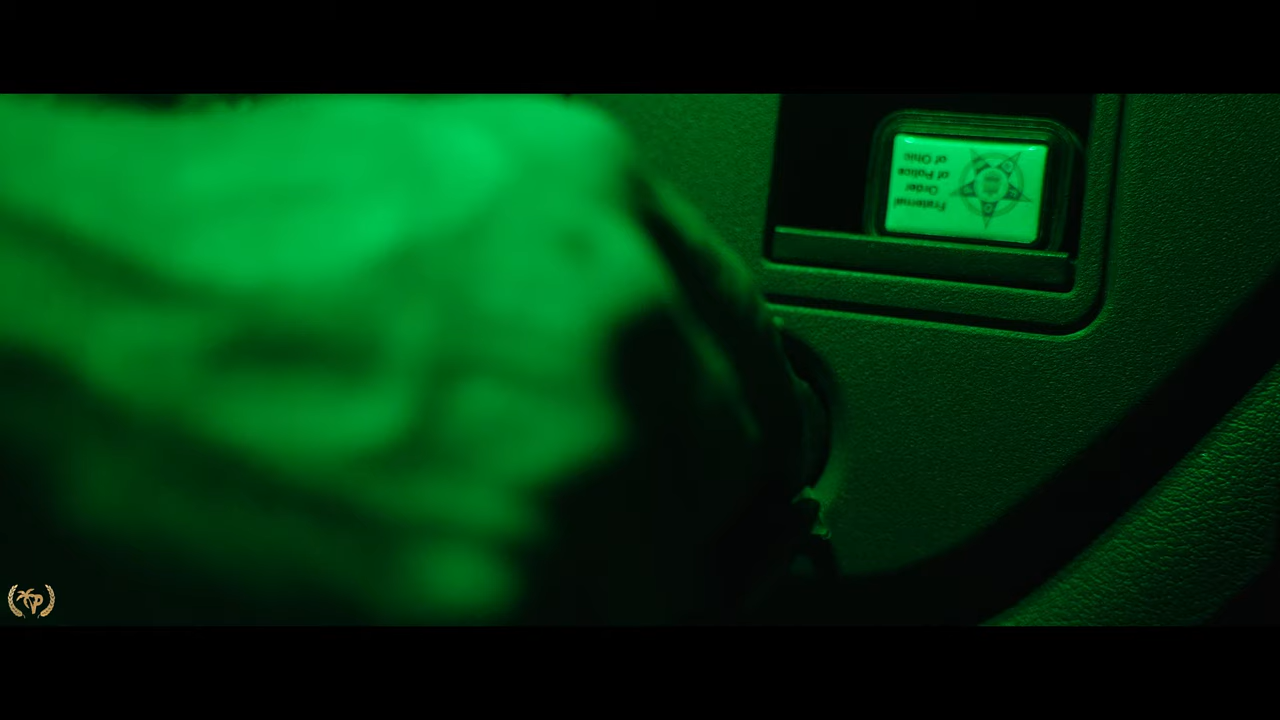 Fraternal
Order
of Police
of Ohio